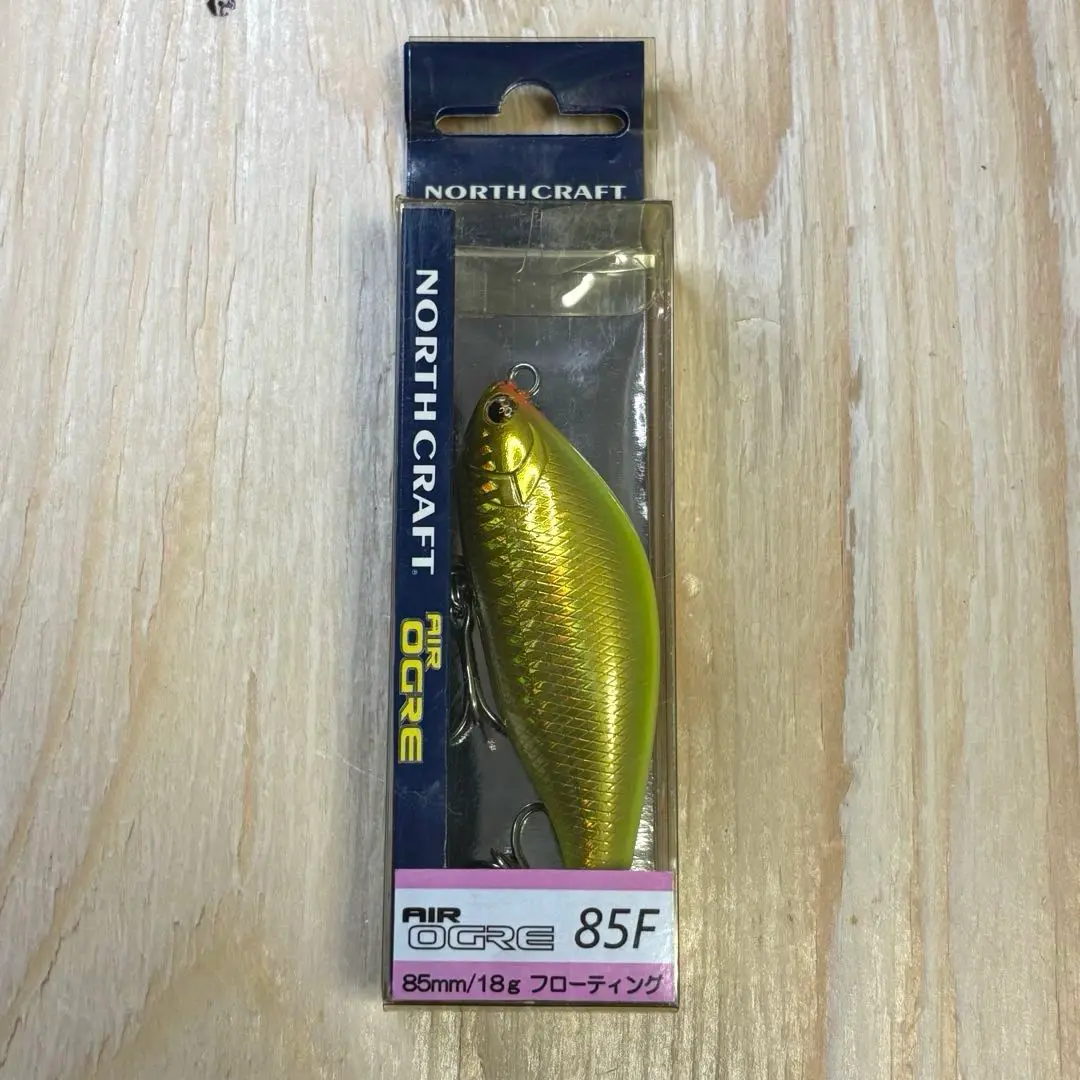 NORTH CRAFT
NORTH CRAFT®
AIR
OGRE
AIR
OGRE 85F
85mm/18g フローティング